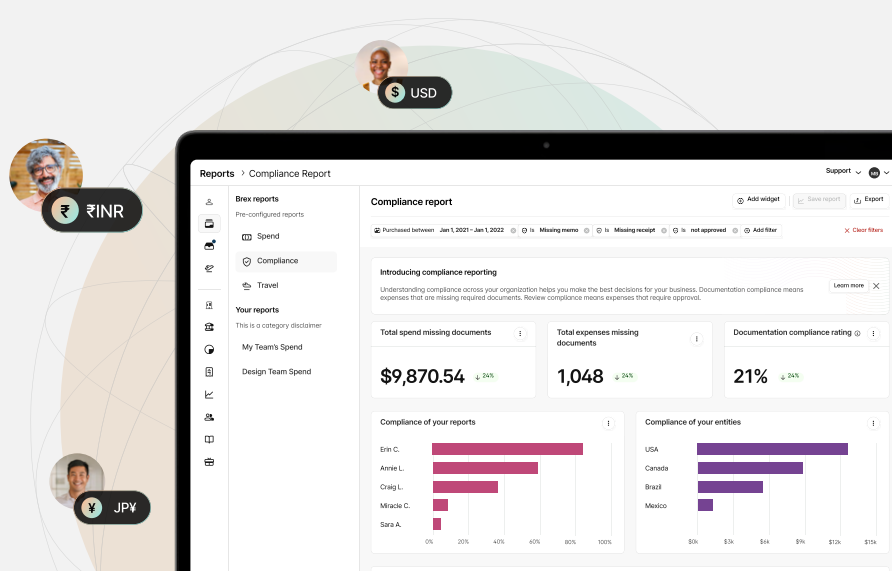 $ USD
₹ ₹INR
¥ JP¥
Reports > Compliance Report
Support
MB
Brex reports
Pre-configured reports
Spend
Compliance
Travel
Your reports
This is a category disclaimer
My Team's Spend
Design Team Spend
Compliance report
Add widget
Save report
Export
Purchased between Jan 1, 2021 – Jan 1, 2022 Is Missing memo Is Missing receipt Is not approved Add filter Clear filters
Introducing compliance reporting
Understanding compliance across your organization helps you make the best decisions for your business. Documentation compliance means
expenses that are missing required documents. Review compliance means expenses that require approval.
Learn more
Total spend missing documents
$9,870.54 24%
Total expenses missing
documents
1,048 24%
Documentation compliance rating
21% 24%
Compliance of your reports
Erin C.
Annie L.
Craig L.
Miracle C.
Sara A.
0% 20% 40% 60% 80% 100%
Compliance of your entities
USA
Canada
Brazil
Mexico
$0k $3k $6k $9k $12k $15k